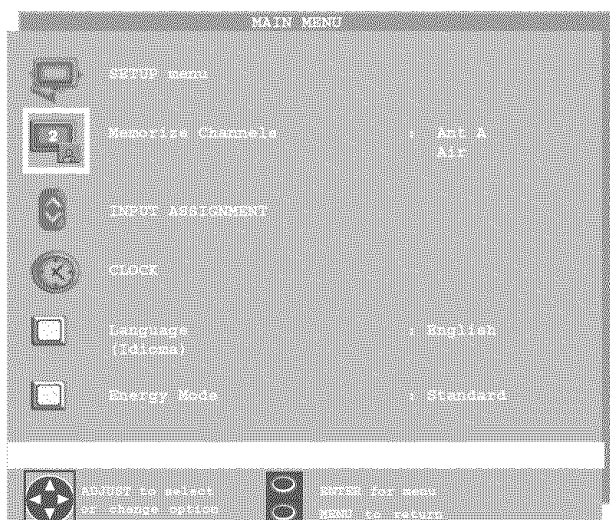 MAIN MENU
SETUP menu
2
Memorize Channels : Ant A
Air
INPUT ASSIGNMENT
CLOCK
Language : English
(Idioma)
Energy Mode : Standard
ADJUST to select
or change option
ENTER for menu
MENU to return